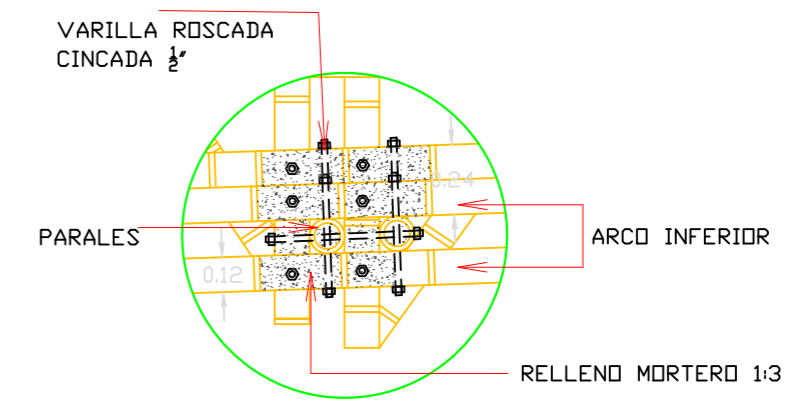 VARILLA ROSCADA
CINCADA ½"
0.24
PARALES
ARCO INFERIOR
0.12
RELLENO MORTERO 1:3